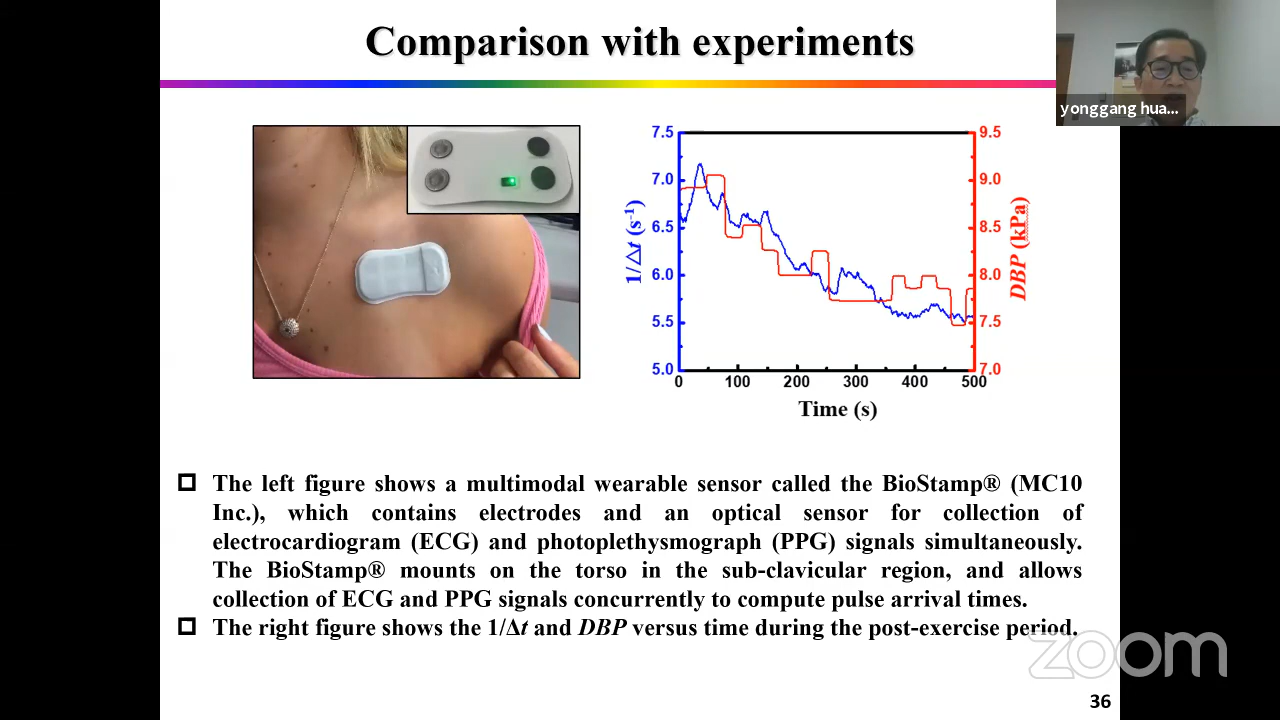 Comparison with experiments
yonggang hua...
7.5
7.0
6.5
6.0
5.5
5.0
1/Δt (s⁻¹)
9.5
9.0
8.5
8.0
7.5
7.0
DBP (kPa)
0 100 200 300 400 500
Time (s)
The left figure shows a multimodal wearable sensor called the BioStamp® (MC10
Inc.), which contains electrodes and an optical sensor for collection of
electrocardiogram (ECG) and photoplethysmograph (PPG) signals simultaneously.
The BioStamp® mounts on the torso in the sub-clavicular region, and allows
collection of ECG and PPG signals concurrently to compute pulse arrival times.
The right figure shows the 1/Δt and DBP versus time during the post-exercise period.
zoom
36